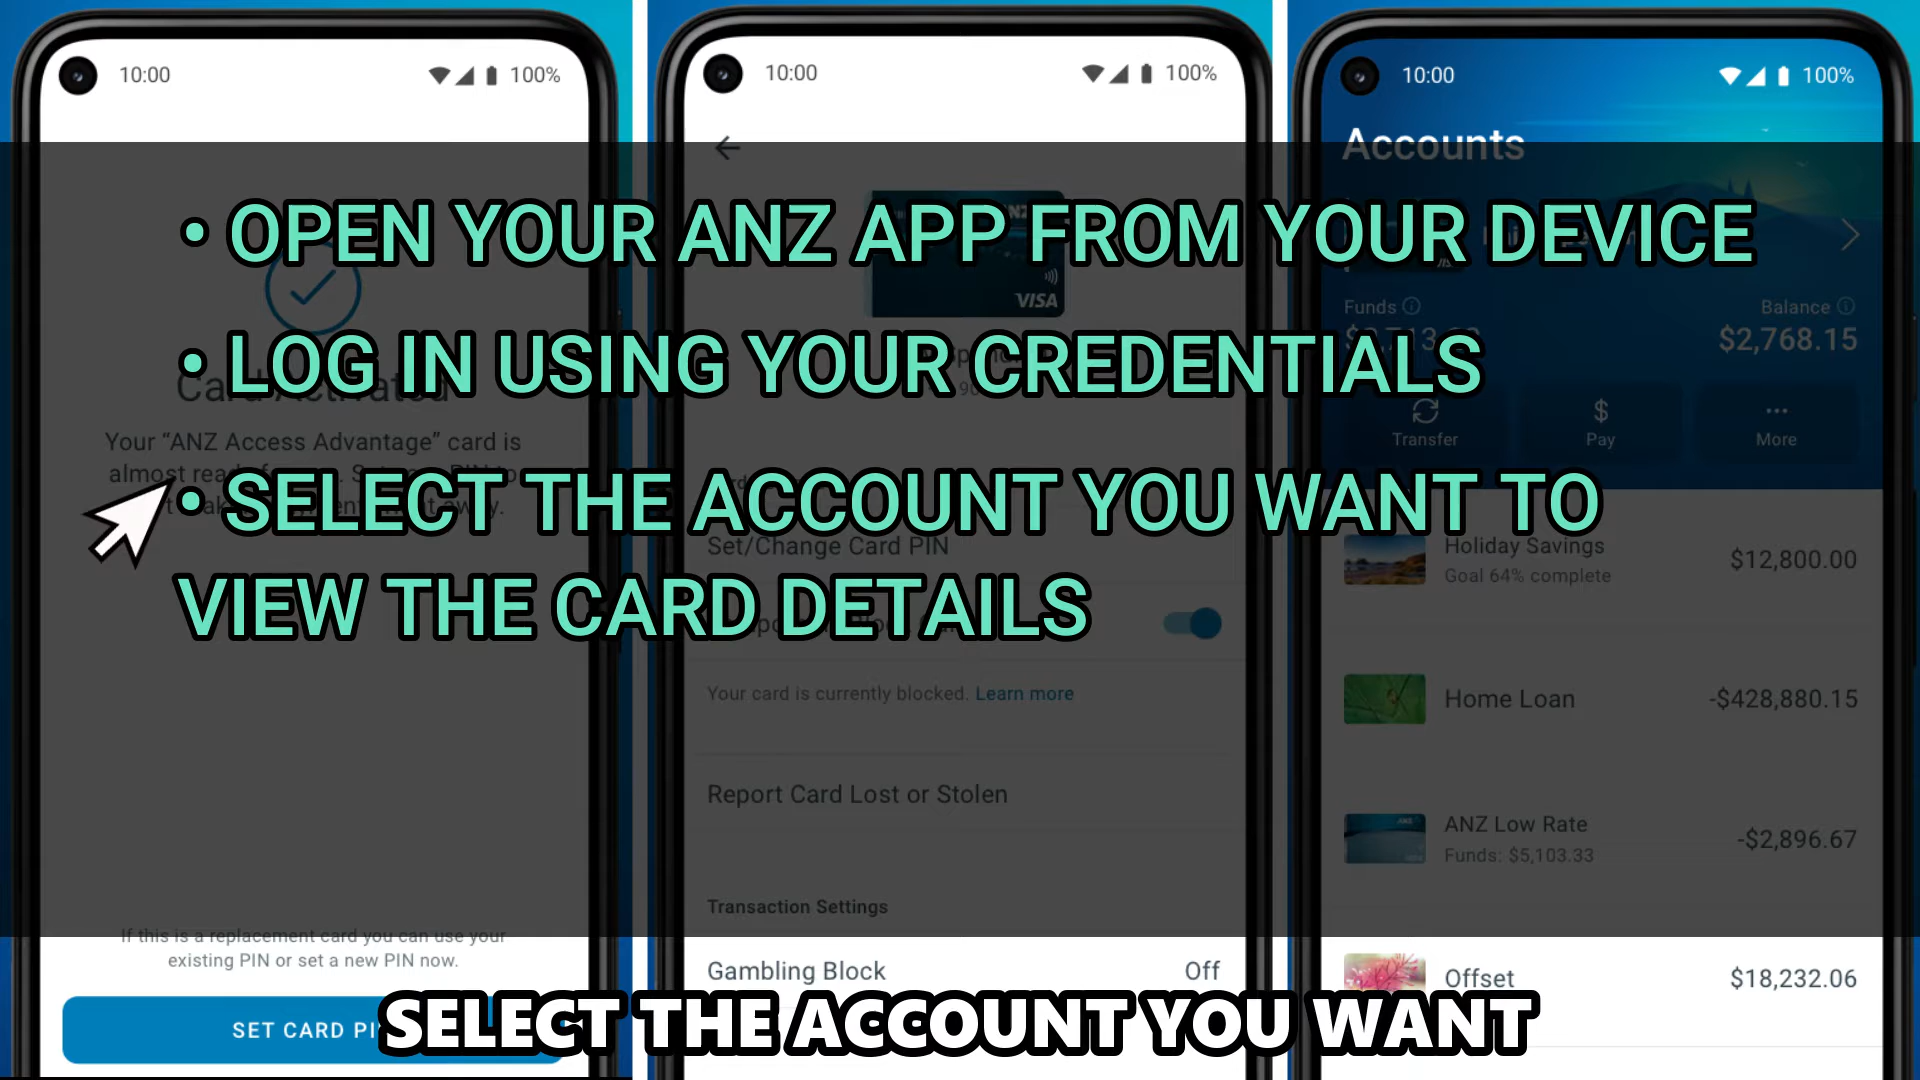 10:00
100%
10:00
100%
10:00
100%
Accounts
• OPEN YOUR ANZ APP FROM YOUR DEVICE
• LOG IN USING YOUR CREDENTIALS
• SELECT THE ACCOUNT YOU WANT TO
VIEW THE CARD DETAILS
Card Activated
Your “ANZ Access Advantage” card is
almost
If this is a replacement card you can use your
existing PIN or set a new PIN now.
SET CARD
VISA
Set/Change Card PIN
Your card is currently blocked. Learn more
Report Card Lost or Stolen
Transaction Settings
Gambling Block
Off
Funds
Balance
$2,768.15
Transfer
Pay
More
Holiday Savings
Goal 64% complete
$12,800.00
Home Loan
-$428,880.15
ANZ Low Rate
Funds: $5,103.33
-$2,896.67
Offset
$18,232.06
SELECT THE ACCOUNT YOU WANT